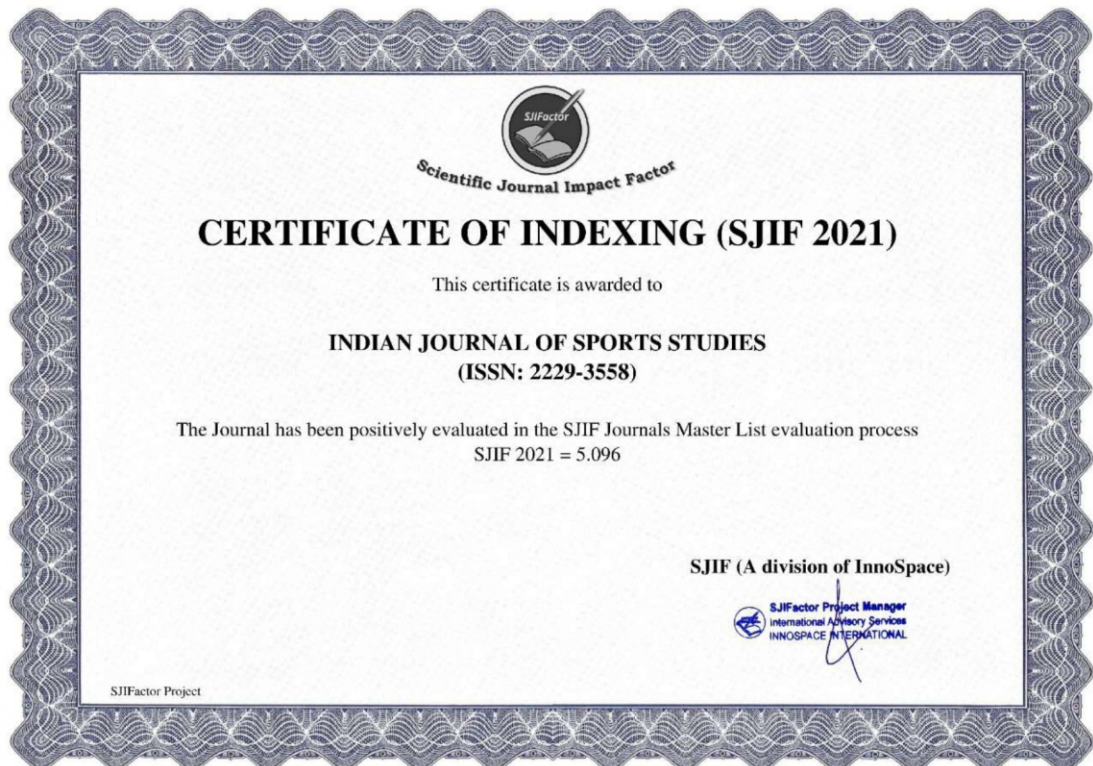 SJIFactor
Scientific Journal Impact Factor
CERTIFICATE OF INDEXING (SJIF 2021)
This certificate is awarded to
INDIAN JOURNAL OF SPORTS STUDIES
(ISSN: 2229-3558)
The Journal has been positively evaluated in the SJIF Journals Master List evaluation process
SJIF 2021 = 5.096
SJIF (A division of InnoSpace)
SJIFactor Project Manager
International Advisory Services
INNOSPACE INTERNATIONAL
SJIFactor Project